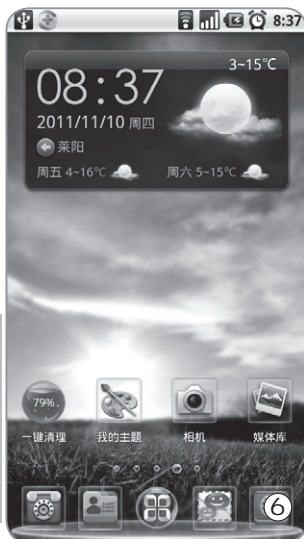 8:37
3~15℃
08:37
2011/11/10 周四
莱阳
周五 4~16℃
周六 5~15℃
79%
一键清理
我的主题
相机
媒体库
6